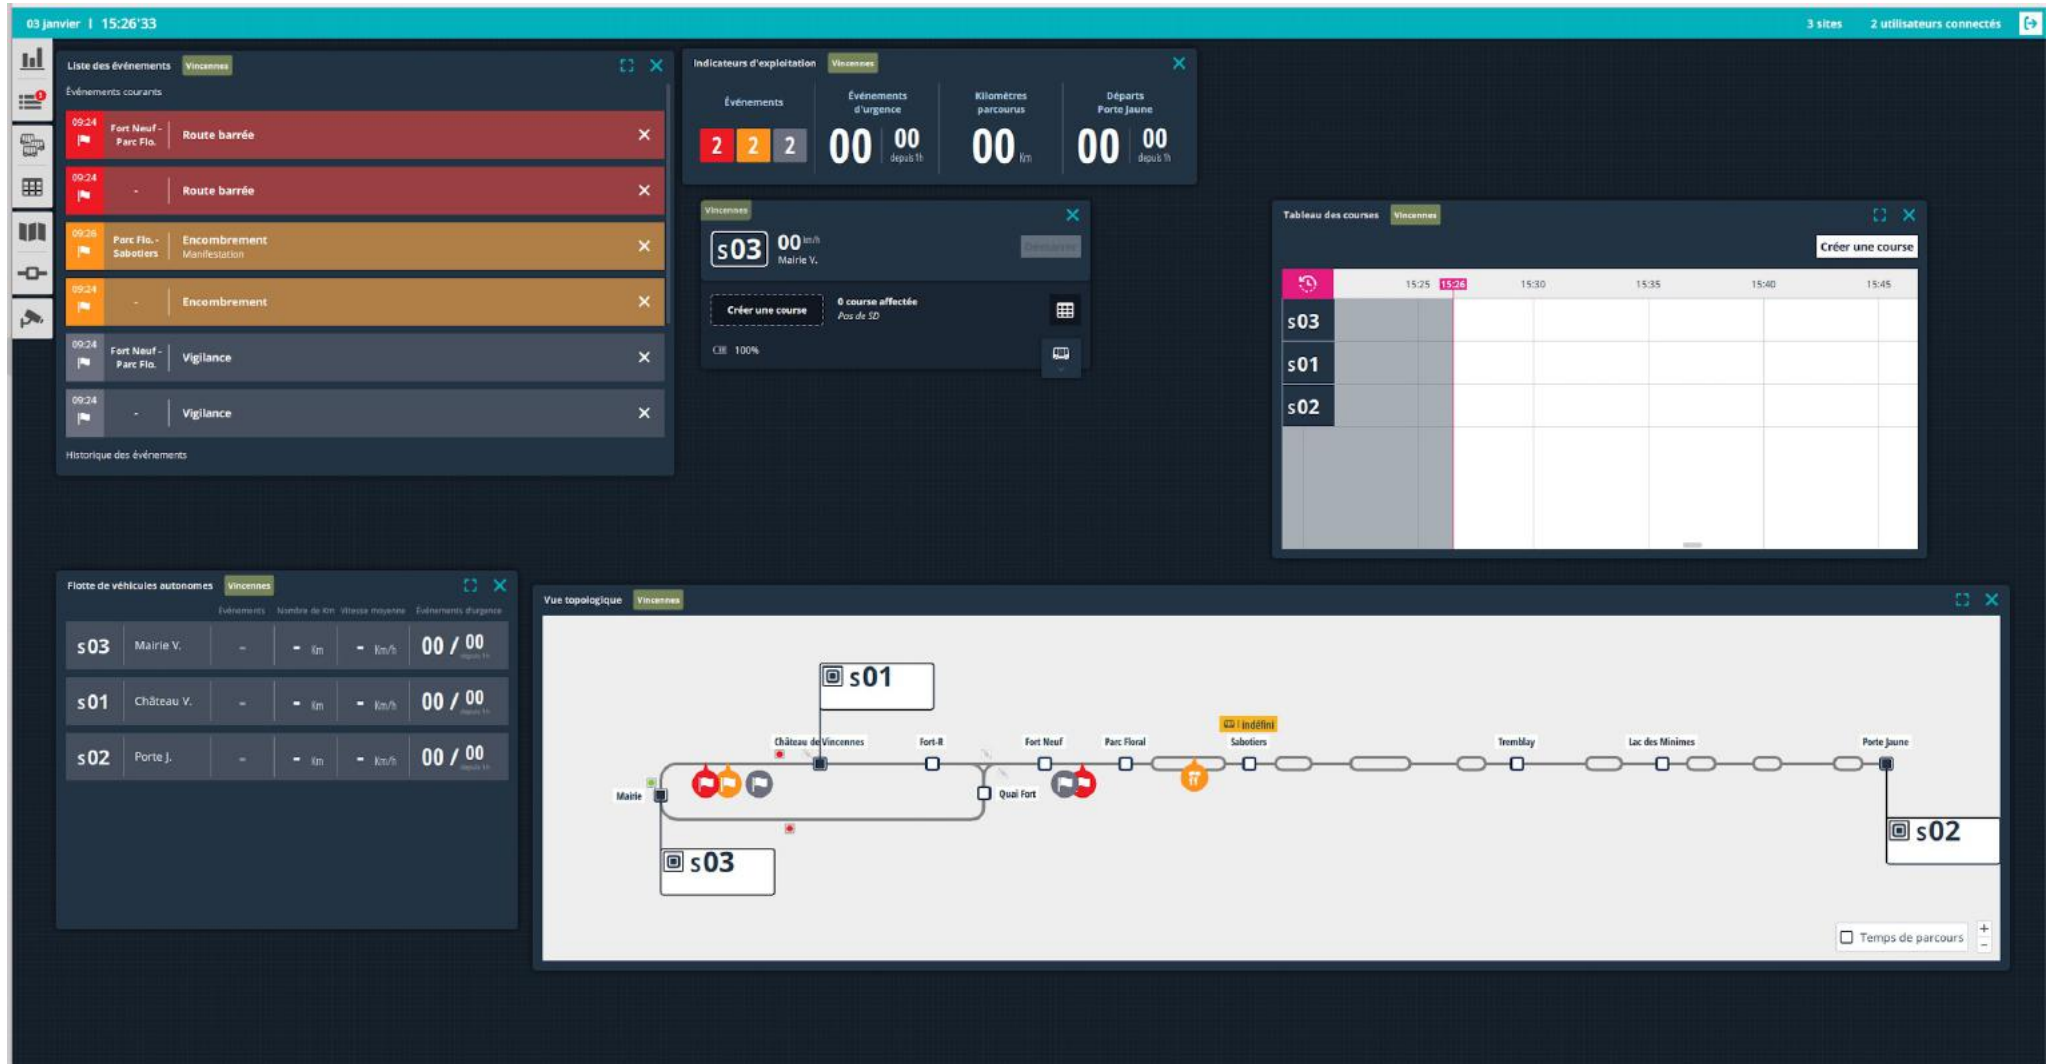 03 janvier | 15:26'33
3 sites
2 utilisateurs connectés
Liste des événements Vincennes
Événements courants
09:24 Fort Neuf - Parc Flo. Route barrée
09:24 - Route barrée
09:26 Parc Flo. - Sabotiers Encombrement
Manifestation
09:24 - Encombrement
09:24 Fort Neuf - Parc Flo. Vigilance
09:24 - Vigilance
Historique des événements
Indicateurs d'exploitation Vincennes
Événements
Événements d'urgence
Kilomètres parcourus
Départs Porte Jaune
2 2 2
00 00 depuis 1h
00 Km
00 00 depuis 1h
Vincennes
s03 00 km/h
Mairie V.
Démarrer
Créer une course
0 course affectée
Pas de SD
100%
Tableau des courses Vincennes
Créer une course
15:25 15:26 15:30 15:35 15:40 15:45
s03
s01
s02
Flotte de véhicules autonomes Vincennes
Événements Nombre de Km Vitesse moyenne Événements d'urgence
s03 Mairie V. - - Km - Km/h 00 / 00 depuis 1h
s01 Château V. - - Km - Km/h 00 / 00 depuis 1h
s02 Porte J. - - Km - Km/h 00 / 00 depuis 1h
Vue topologique Vincennes
s01
indéfini
Château de Vincennes
Fort-R
Fort Neuf
Parc Floral
Sabotiers
Tremblay
Lac des Minimes
Porte Jaune
Mairie
Quai Fort
s02
s03
Temps de parcours
+
-